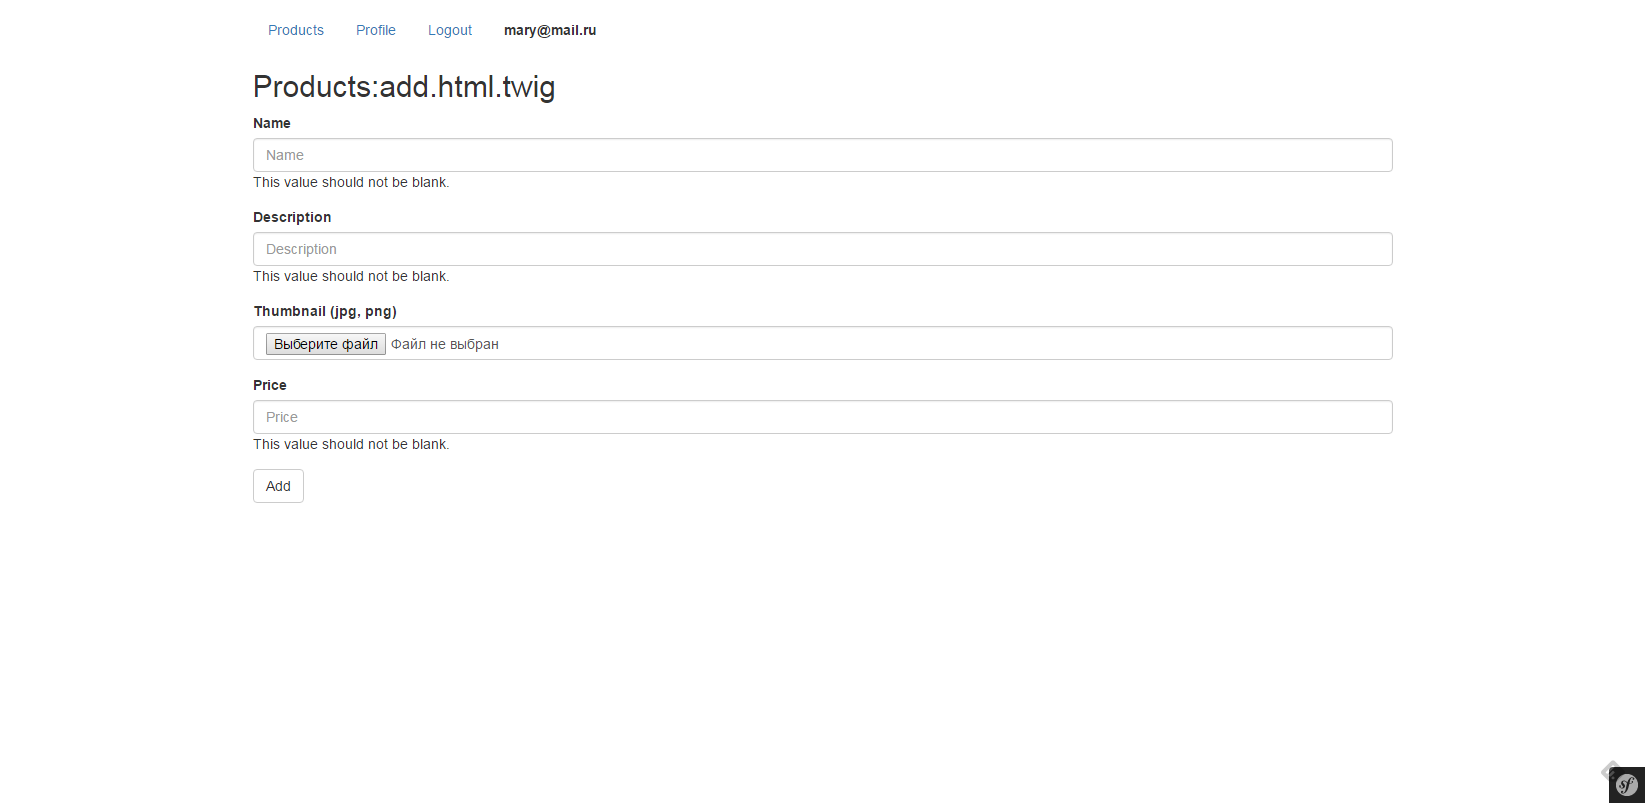 Products Profile Logout mary@mail.ru
Products:add.html.twig
Name
Name
This value should not be blank.
Description
Description
This value should not be blank.
Thumbnail (jpg, png)
Выберите файл Файл не выбран
Price
Price
This value should not be blank.
Add
sf